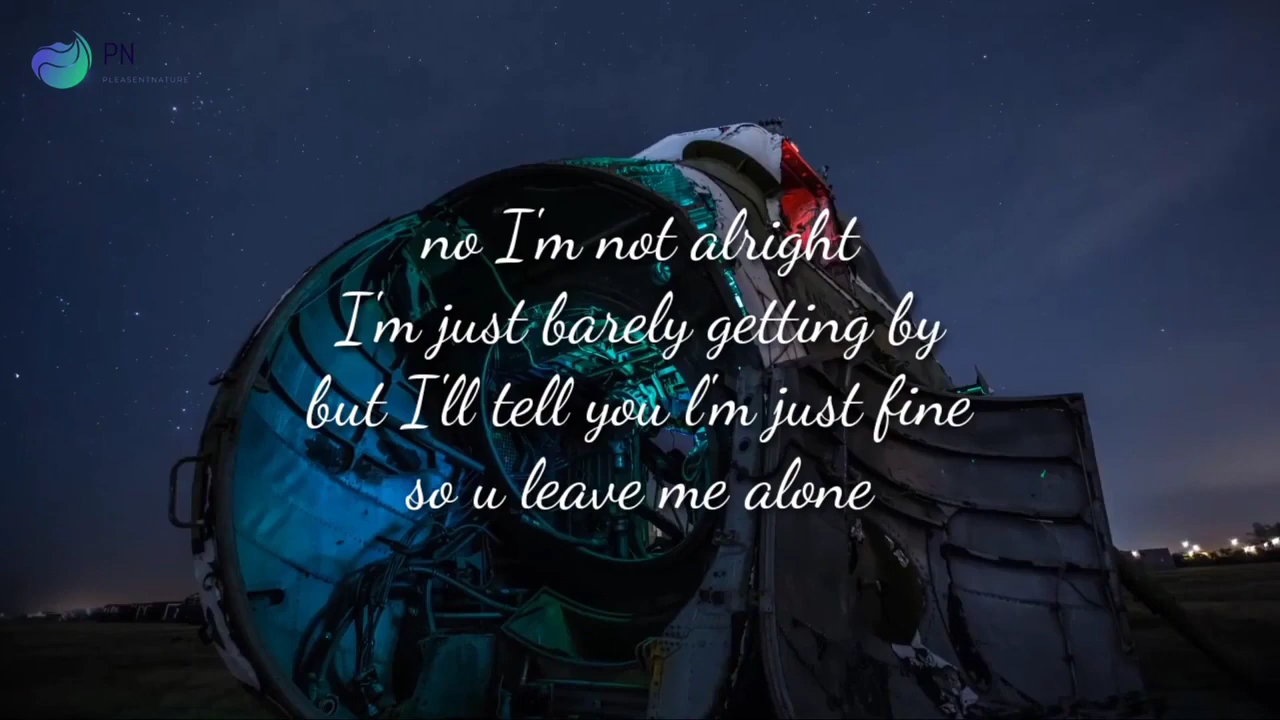 PN
PLEASENTNATURE
no I'm not alright
I'm just barely getting by
but I'll tell you l'm just fine
so u leave me alone